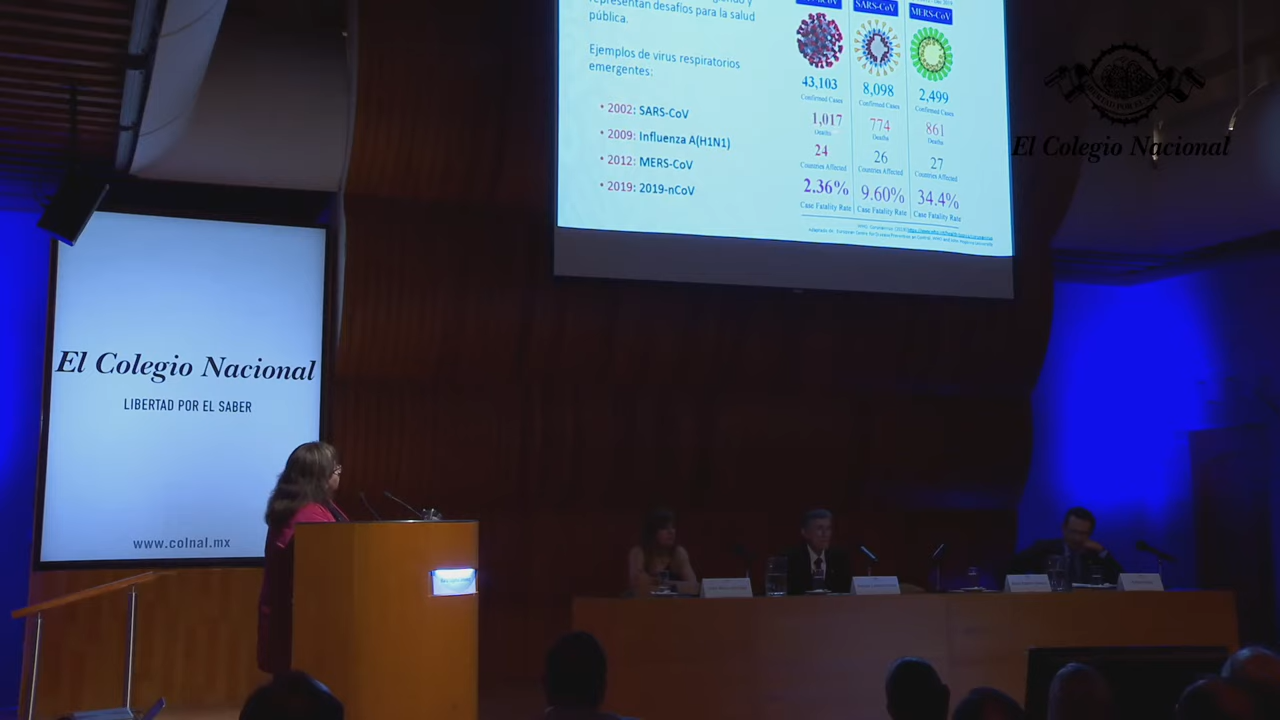 representan desafíos para la salud
pública.
Ejemplos de virus respiratorios
emergentes:
• 2002: SARS-CoV
• 2009: Influenza A(H1N1)
• 2012: MERS-CoV
• 2019: 2019-nCoV
SARS-CoV
MERS-CoV
43,103
Confirmed Cases
1,017
Deaths
24
Countries Affected
2.36%
Case Fatality Rate
8,098
Confirmed Cases
774
Deaths
26
Countries Affected
9.60%
Case Fatality Rate
2,499
Confirmed Cases
861
Deaths
27
Countries Affected
34.4%
Case Fatality Rate
El Colegio Nacional
El Colegio Nacional
LIBERTAD POR EL SABER
www.colnal.mx